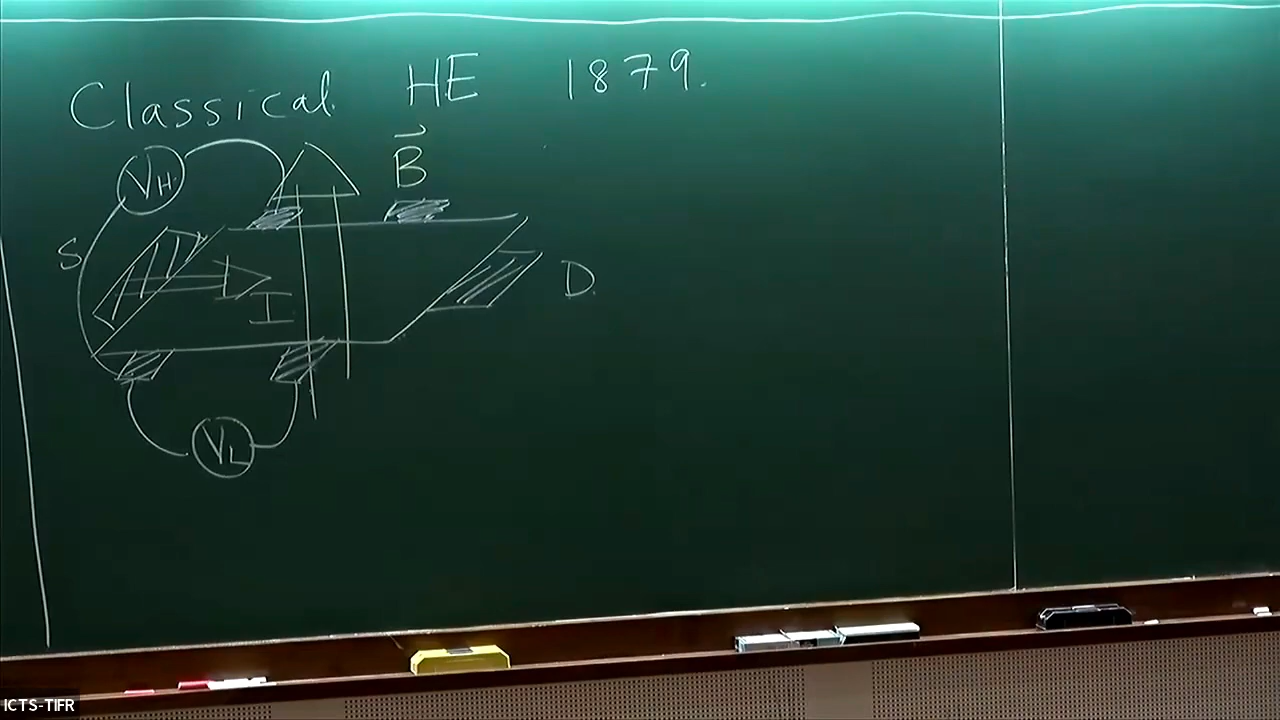 Classical HE 1879.
B
VH
S
I
D
VL
ICTS-TIFR